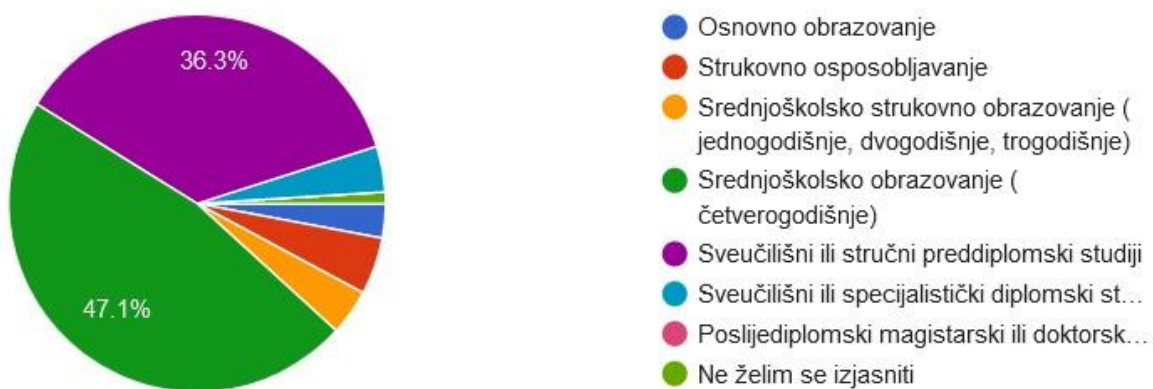 36.3%
47.1%
Osnovno obrazovanje
Strukovno osposobljavanje
Srednjoškolsko strukovno obrazovanje (
jednogodišnje, dvogodišnje, trogodišnje)
Srednjoškolsko obrazovanje (
četverogodišnje)
Sveučilišni ili stručni preddiplomski studiji
Sveučilišni ili specijalistički diplomski st…
Poslijediplomski magistarski ili doktorsk…
Ne želim se izjasniti